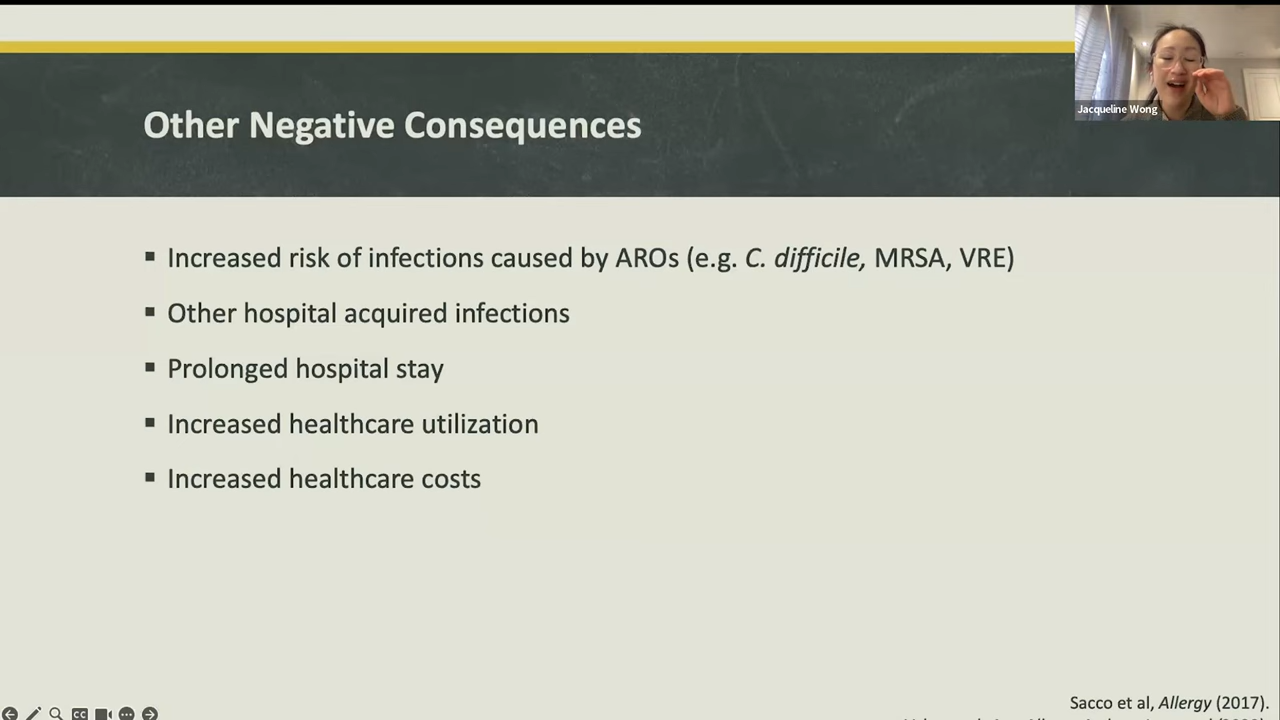 Jacqueline Wong
Other Negative Consequences
▪ Increased risk of infections caused by AROs (e.g. C. difficile, MRSA, VRE)
▪ Other hospital acquired infections
▪ Prolonged hospital stay
▪ Increased healthcare utilization
▪ Increased healthcare costs
Sacco et al, Allergy (2017).
CC